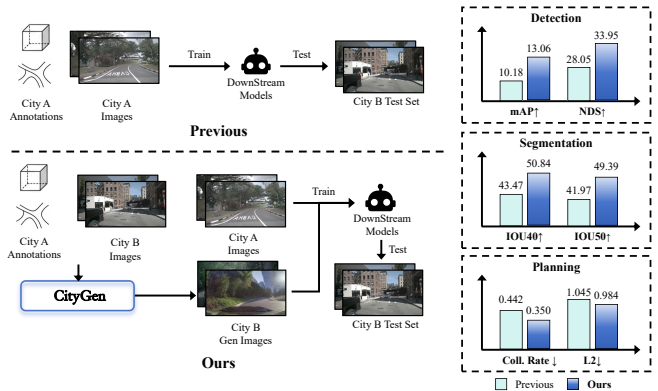 City A
Annotations
City A
Images
Train
DownStream
Models
Test
City B Test Set
Previous
City A
Annotations
City B
Images
City A
Images
Train
DownStream
Models
Test
CityGen
City B
Gen Images
City B Test Set
Ours
Detection
10.18
13.06
28.05
33.95
mAP↑
NDS↑
Segmentation
43.47
50.84
41.97
49.39
IOU40↑
IOU50↑
Planning
0.442
0.350
1.045
0.984
Coll. Rate ↓
L2↓
Previous
Ours